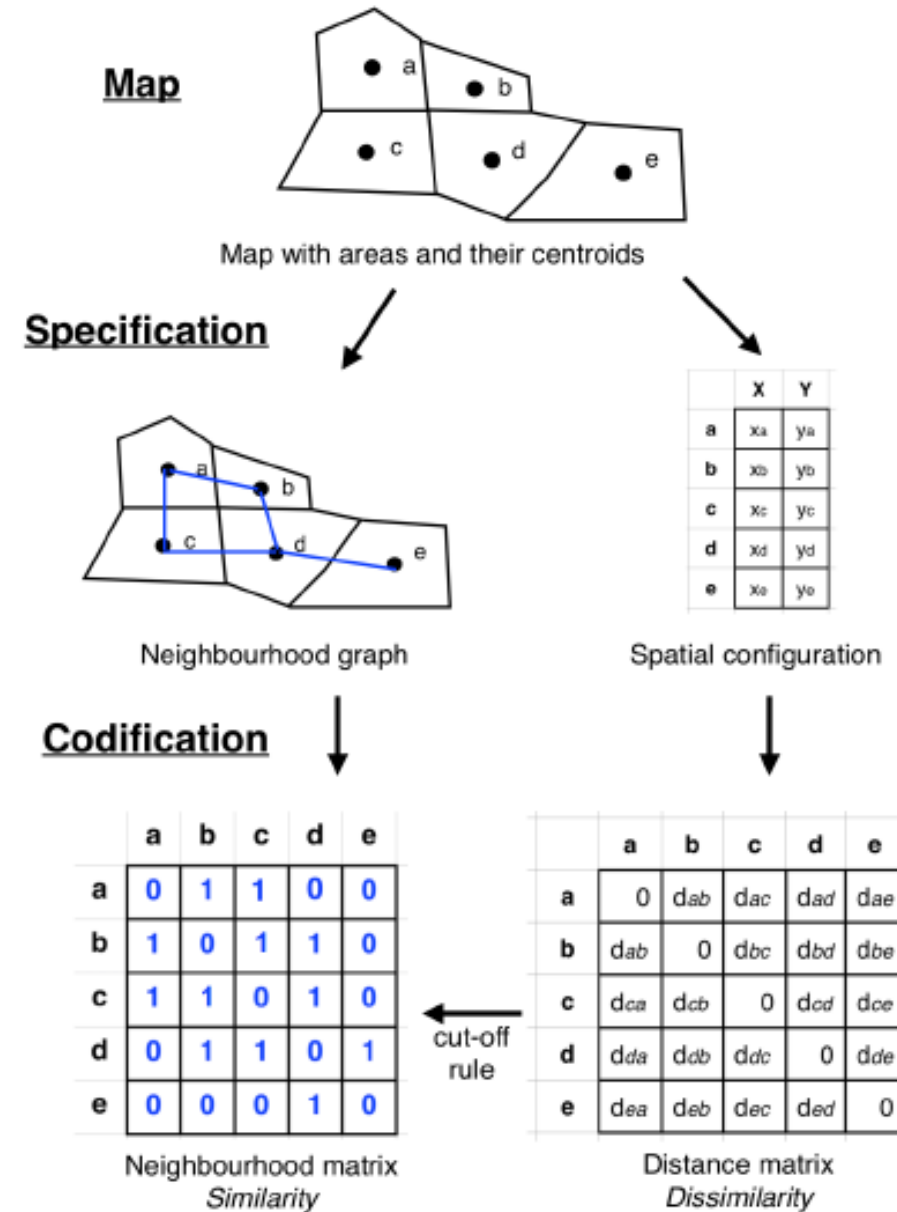 Map
a
b
c
d
e
Map with areas and their centroids
Specification
a
b
c
d
e
Neighbourhood graph
X Y
a xa ya
b xb yb
c xc yc
d xd yd
e xe ye
Spatial configuration
Codification
a b c d e
a 0 1 1 0 0
b 1 0 1 1 0
c 1 1 0 1 0
d 0 1 1 0 1
e 0 0 0 1 0
Neighbourhood matrix
Similarity
cut-off
rule
a b c d e
a 0 dab dac dad dae
b dab 0 dbc dbd dbe
c dca dcb 0 dcd dce
d dda ddb ddc 0 dde
e dea deb dec ded 0
Distance matrix
Dissimilarity